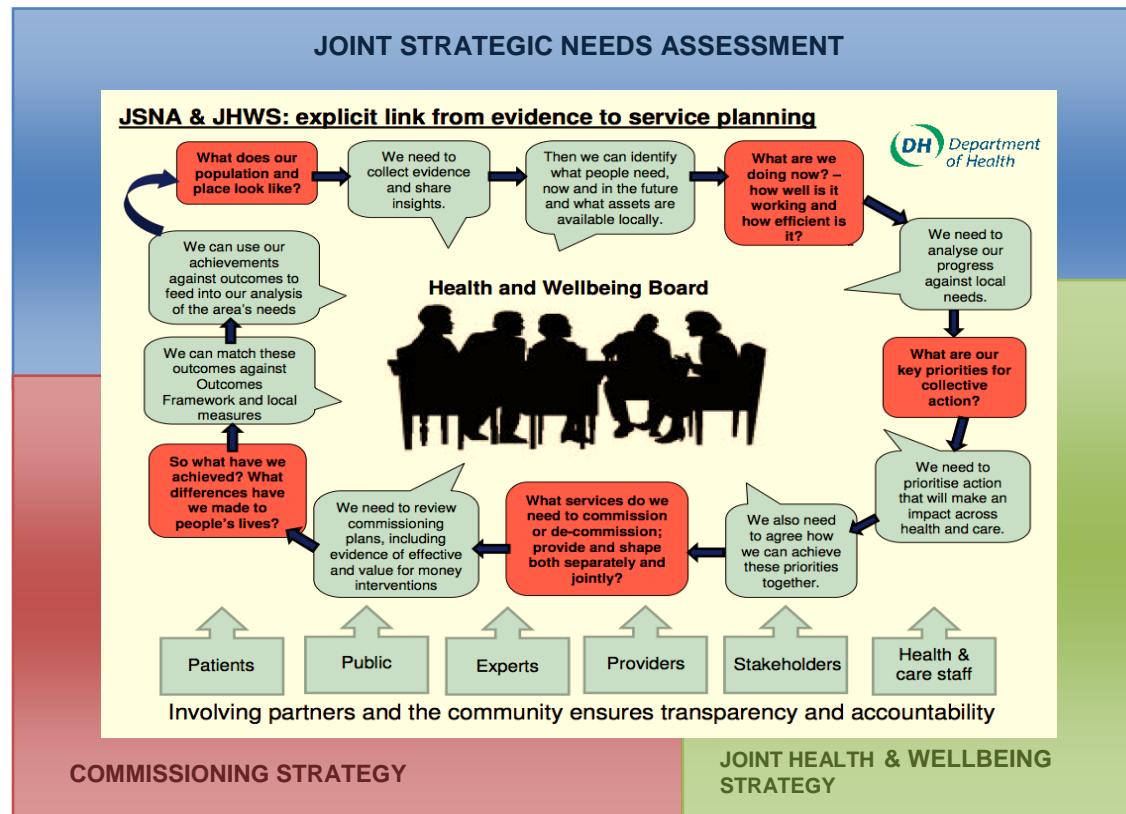 JOINT STRATEGIC NEEDS ASSESSMENT
JSNA & JHWS: explicit link from evidence to service planning
DH Department
of Health
What does our
population and
place look like?
We need to
collect evidence
and share
insights.
Then we can identify
what people need,
now and in the future
and what assets are
available locally.
What are we
doing now? –
how well is it
working and
how efficient is
it?
We need to
analyse our
progress
against local
needs.
What are our
key priorities for
collective
action?
We need to
prioritise action
that will make an
impact across
health and care.
We also need
to agree how
we can achieve
these priorities
together.
What services do we
need to commission
or de-commission;
provide and shape
both separately and
jointly?
We need to review
commissioning
plans, including
evidence of effective
and value for money
interventions
So what have we
achieved? What
differences have
we made to
people's lives?
We can match these
outcomes against
Outcomes
Framework and local
measures
We can use our
achievements
against outcomes to
feed into our analysis
of the area's needs
Health and Wellbeing Board
Patients
Public
Experts
Providers
Stakeholders
Health &
care staff
Involving partners and the community ensures transparency and accountability
COMMISSIONING STRATEGY
JOINT HEALTH & WELLBEING
STRATEGY